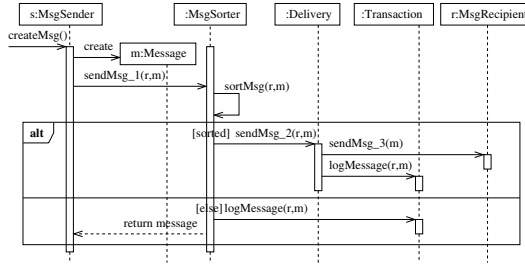 s:MsgSender :MsgSorter :Delivery :Transaction r:MsgRecipient
createMsg()
create
m:Message
sendMsg_1(r,m)
sortMsg(r,m)
alt
[sorted] sendMsg_2(r,m)
sendMsg_3(m)
logMessage(r,m)
[else] logMessage(r,m)
return message